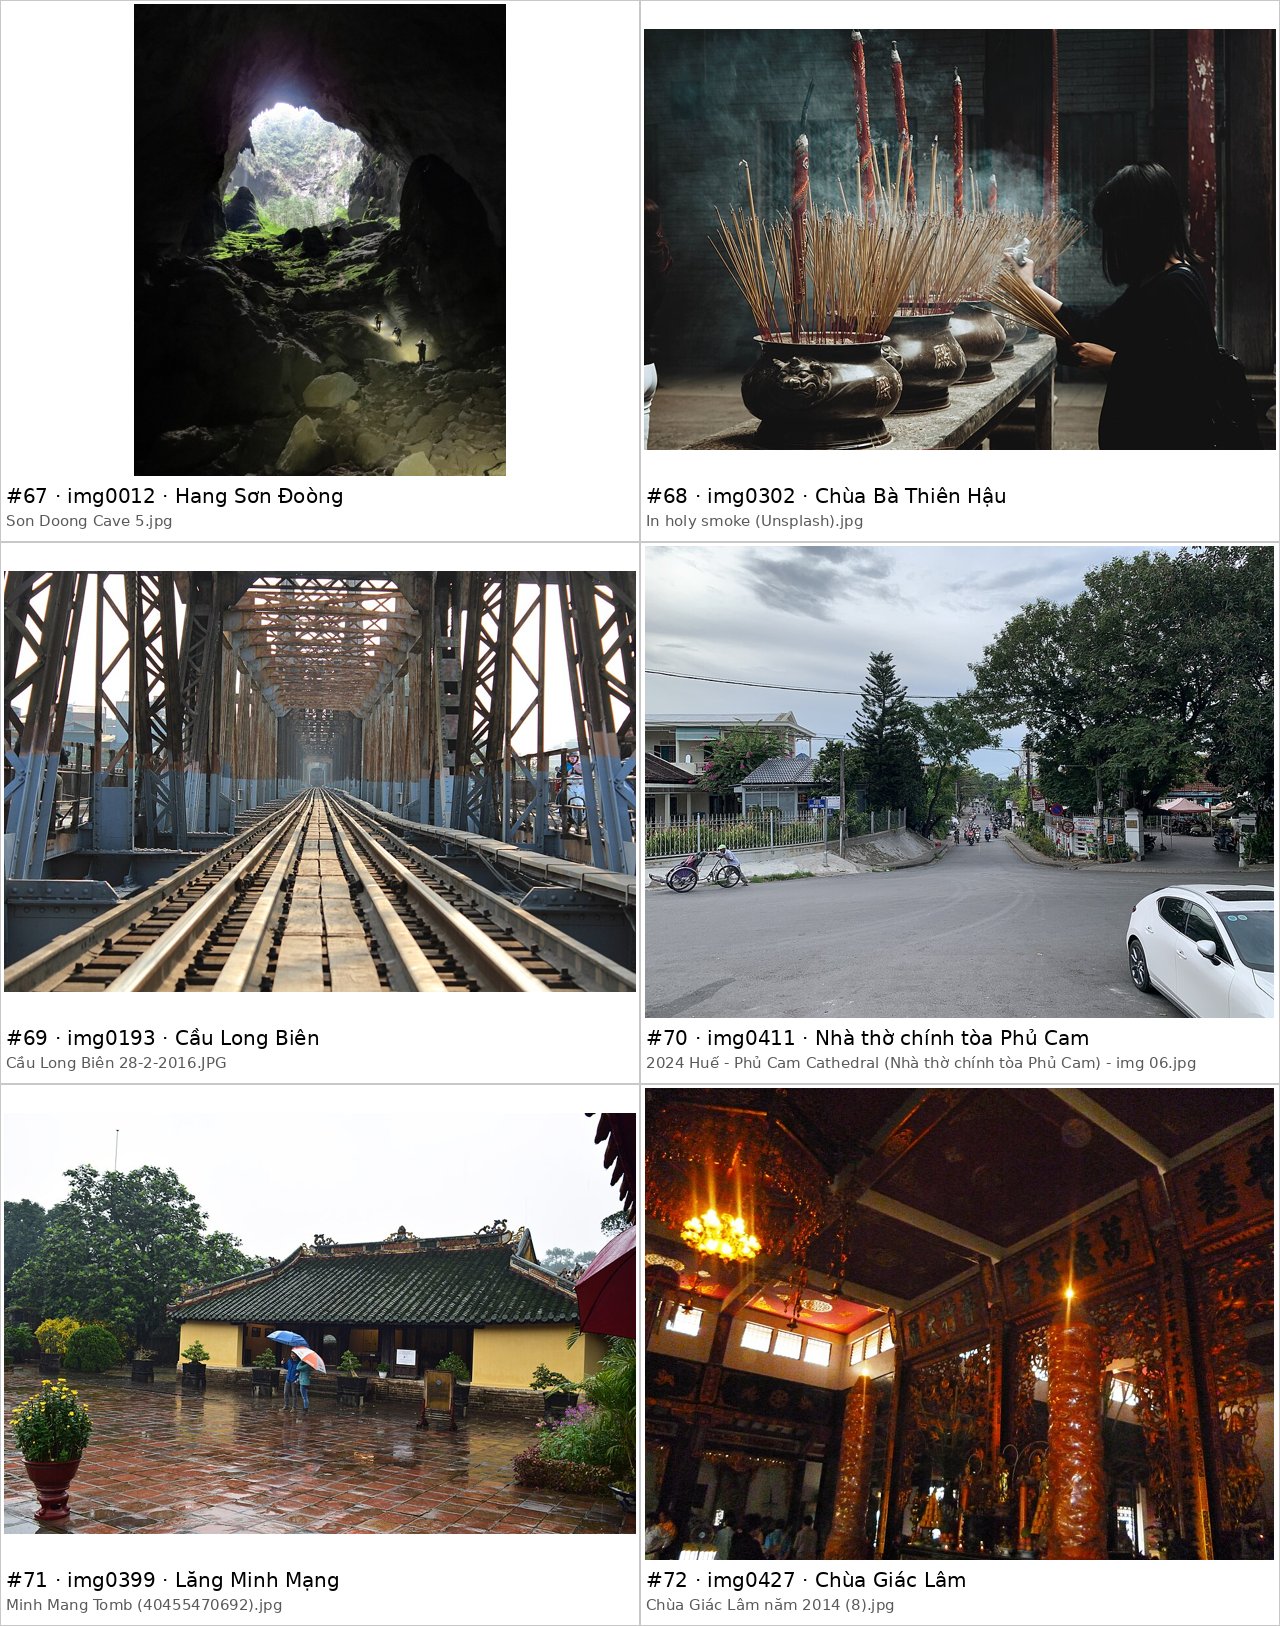 #67 · img0012 · Hang Sơn Đoòng
Son Doong Cave 5.jpg
#68 · img0302 · Chùa Bà Thiên Hậu
In holy smoke (Unsplash).jpg
#69 · img0193 · Cầu Long Biên
Cầu Long Biên 28-2-2016.JPG
#70 · img0411 · Nhà thờ chính tòa Phủ Cam
2024 Huế - Phủ Cam Cathedral (Nhà thờ chính tòa Phủ Cam) - img 06.jpg
#71 · img0399 · Lăng Minh Mạng
Minh Mang Tomb (40455470692).jpg
#72 · img0427 · Chùa Giác Lâm
Chùa Giác Lâm năm 2014 (8).jpg